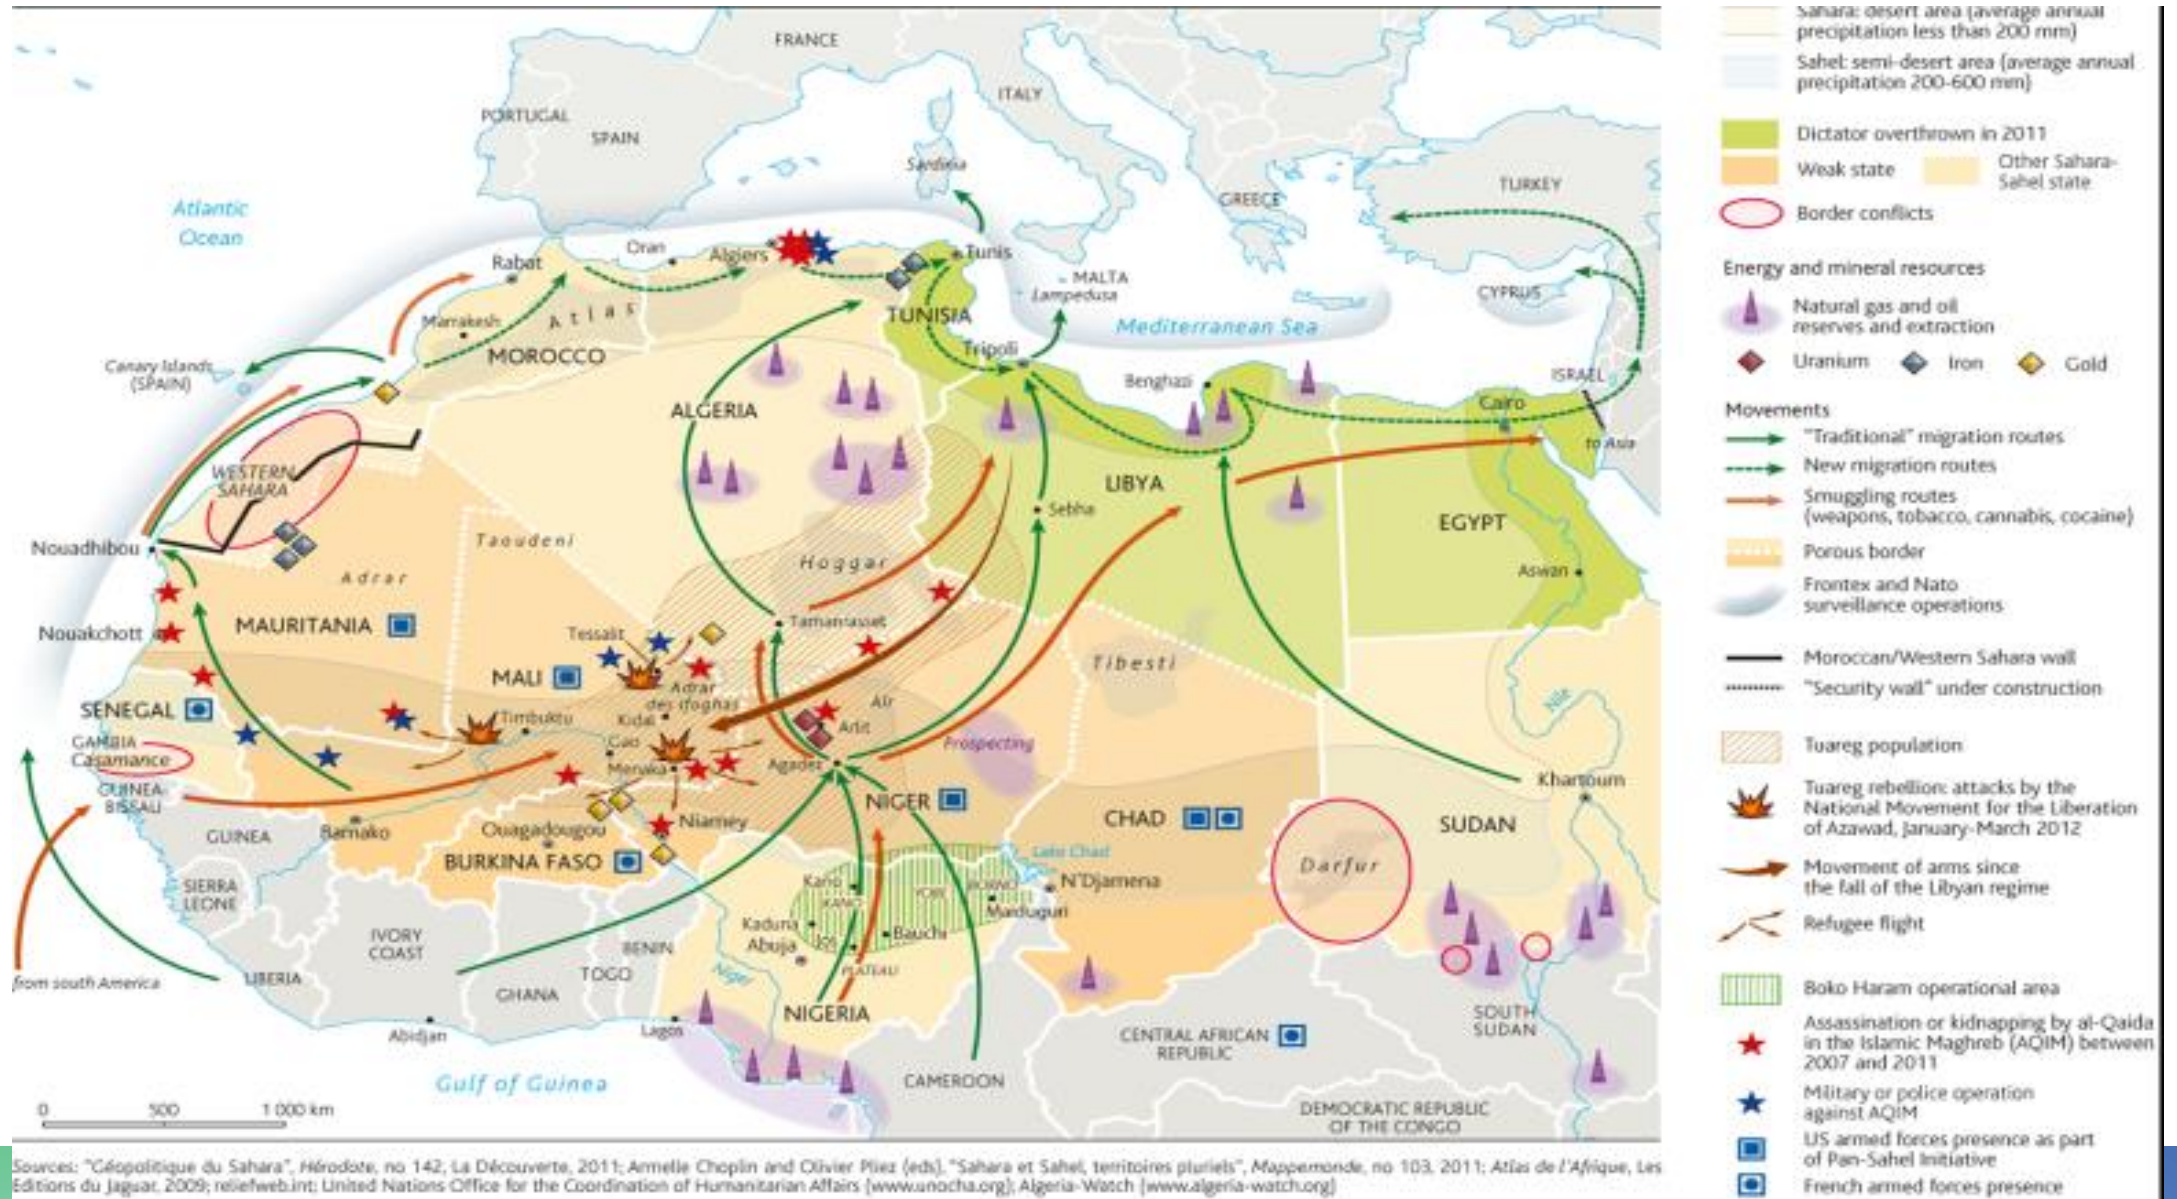 FRANCE
ITALY
PORTUGAL
SPAIN
Sardinia
GREECE
TURKEY
Atlantic
Ocean
Oran
Algiers
Tunis
Rabat
MALTA
Lampedusa
CYPRUS
Marrakesh
Atlas
TUNISIA
Mediterranean Sea
MOROCCO
Tripoli
Canary Islands
(SPAIN)
Benghazi
ISRAEL
ALGERIA
Cairo
to Asia
WESTERN
SAHARA
LIBYA
Sebha
EGYPT
Nouadhibou
Taoudeni
Hoggar
Adrar
Aswan
Nouakchott
MAURITANIA
Tessalit
Tamanrasset
Tibesti
MALI
Adrar
des Ifoghas
Aïr
SENEGAL
Timbuktu
Kidal
Arlit
Nile
GAMBIA
Casamance
Gao
Menaka
Agadez
Prospecting
Khartoum
GUINEA-
BISSAU
NIGER
CHAD
SUDAN
GUINEA
Bamako
Ouagadougou
Niamey
BURKINA FASO
Lake Chad
Darfur
SIERRA
LEONE
Kano
KANO
YOBE
BORNO
N'Djamena
Maiduguri
IVORY
COAST
BENIN
Kaduna
Abuja
JOS
Bauchi
PLATEAU
from south America
LIBERIA
TOGO
GHANA
Niger
NIGERIA
SOUTH
SUDAN
Abidjan
Lagos
CENTRAL AFRICAN
REPUBLIC
Gulf of Guinea
CAMEROON
DEMOCRATIC REPUBLIC
OF THE CONGO
0 500 1 000 km
Sahara: desert area (average annual
precipitation less than 200 mm)
Sahel: semi-desert area (average annual
precipitation 200-600 mm)
Dictator overthrown in 2011
Weak state
Other Sahara-
Sahel state
Border conflicts
Energy and mineral resources
Natural gas and oil
reserves and extraction
Uranium
Iron
Gold
Movements
"Traditional" migration routes
New migration routes
Smuggling routes
(weapons, tobacco, cannabis, cocaine)
Porous border
Frontex and Nato
surveillance operations
Moroccan/Western Sahara wall
"Security wall" under construction
Tuareg population
Tuareg rebellion: attacks by the
National Movement for the Liberation
of Azawad, January-March 2012
Movement of arms since
the fall of the Libyan regime
Refugee flight
Boko Haram operational area
Assassination or kidnapping by al-Qaida
in the Islamic Maghreb (AQIM) between
2007 and 2011
Military or police operation
against AQIM
US armed forces presence as part
of Pan-Sahel Initiative
French armed forces presence
Sources: "Géopolitique du Sahara", Hérodote, no 142, La Découverte, 2011; Armelle Choplin and Olivier Pliez (eds), "Sahara et Sahel, territoires pluriels", Mappemonde, no 103, 2011; Atlas de l'Afrique, Les
Editions du Jaguar, 2009; reliefweb.int; United Nations Office for the Coordination of Humanitarian Affairs (www.unocha.org); Algeria-Watch (www.algeria-watch.org)